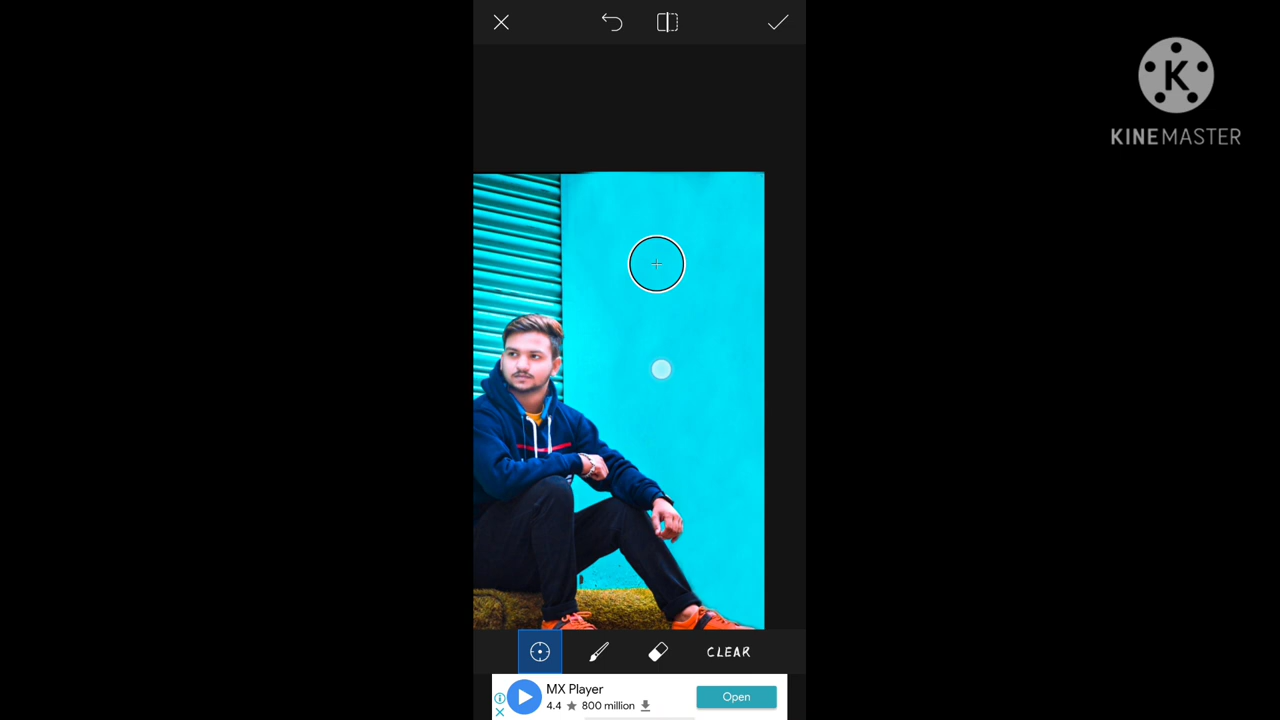 K
KINEMASTER
CLEAR
MX Player
4.4 ★ 800 million
Open